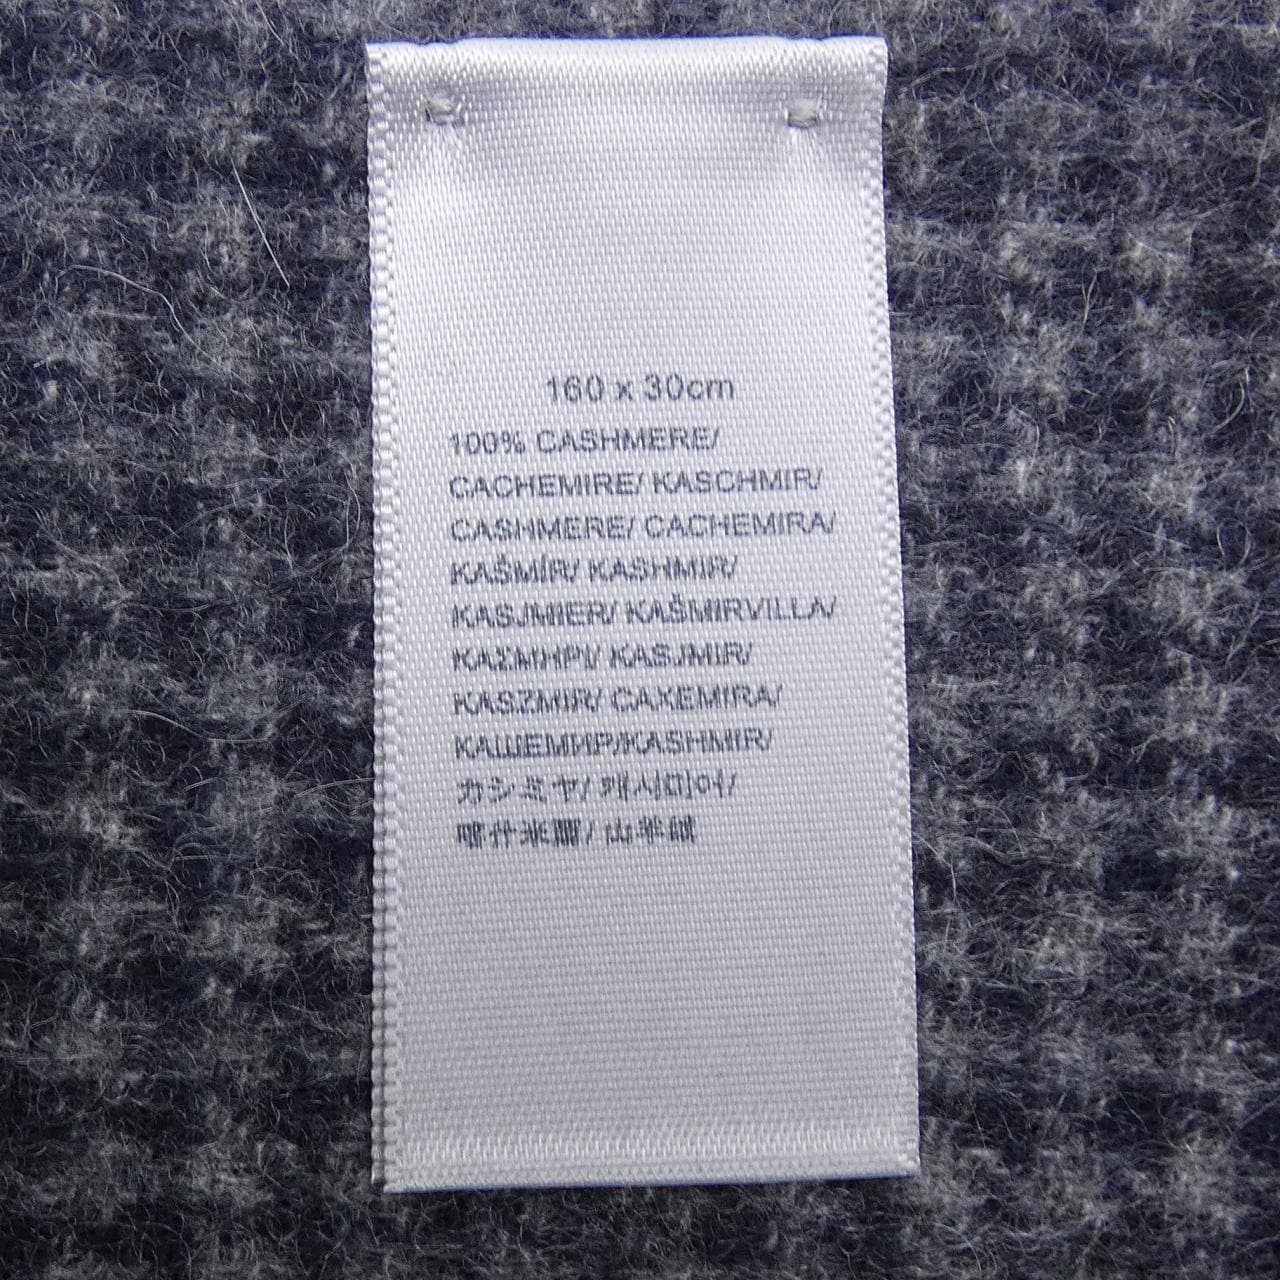 160 x 30cm
100% CASHMERE/
CACHEMIRE/ KASCHMIR/
CASHMERE/ CACHEMIRA/
KAŠMÍR/ KASHMIR/
KASJMIER/ KAŠMIRVILLA/
ΚΑΣΜΗΡΙ/ KASJMIR/
KASZMIR/ CAXEMIRA/
КАШЕМИР/KASHMIR/
カシミヤ/ 캐시미어/
喀什米爾/ 山羊絨